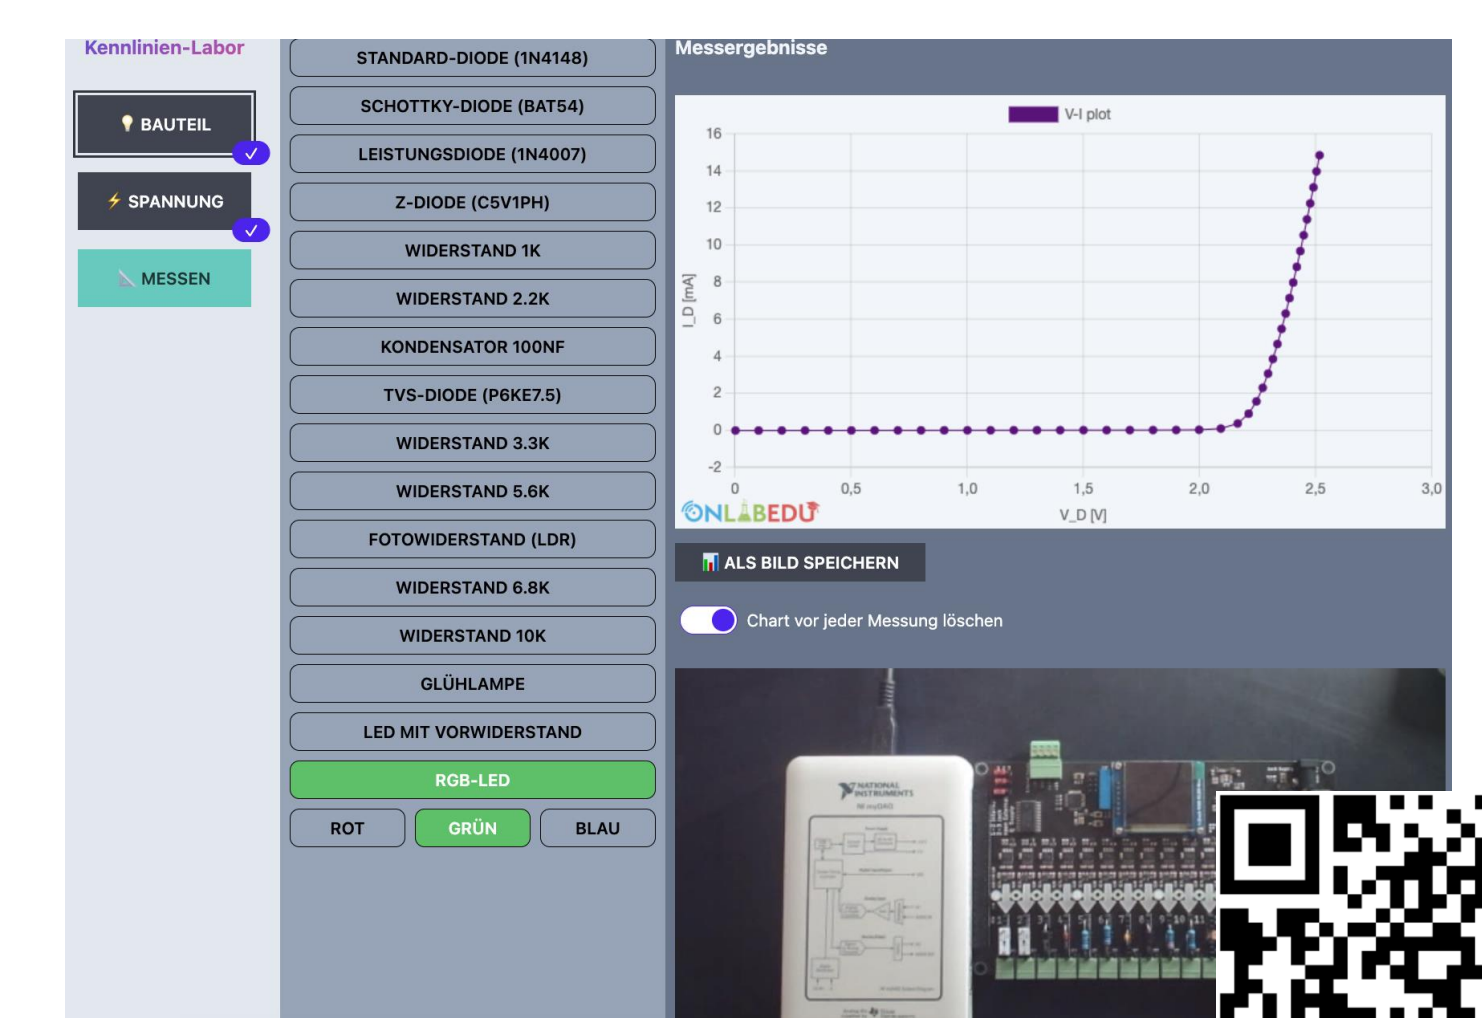 Kennlinien-Labor
BAUTEIL
SPANNUNG
MESSEN
STANDARD-DIODE (1N4148)
SCHOTTKY-DIODE (BAT54)
LEISTUNGSDIODE (1N4007)
Z-DIODE (C5V1PH)
WIDERSTAND 1K
WIDERSTAND 2.2K
KONDENSATOR 100NF
TVS-DIODE (P6KE7.5)
WIDERSTAND 3.3K
WIDERSTAND 5.6K
FOTOWIDERSTAND (LDR)
WIDERSTAND 6.8K
WIDERSTAND 10K
GLÜHLAMPE
LED MIT VORWIDERSTAND
RGB-LED
ROT GRÜN BLAU
Messergebnisse
V-I plot
16
14
12
10
8
6
4
2
0
-2
I_D [mA]
0 0,5 1,0 1,5 2,0 2,5 3,0
V_D [V]
ONLABEDU
ALS BILD SPEICHERN
Chart vor jeder Messung löschen
NATIONAL
INSTRUMENTS
NI myDAQ